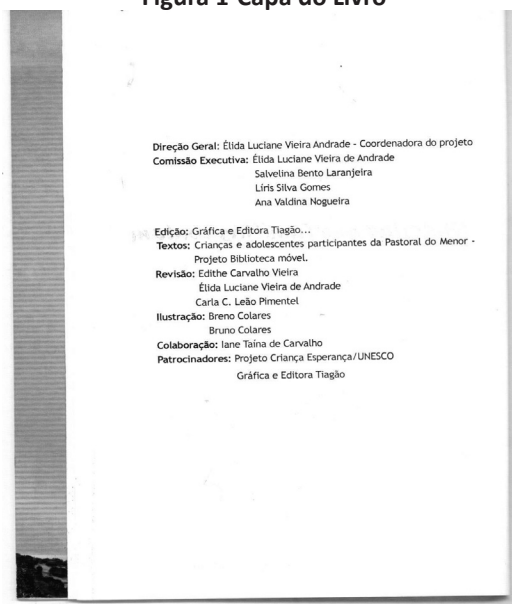 Figura 1 Capa do Livro
Direção Geral: Élida Luciane Vieira Andrade - Coordenadora do projeto
Comissão Executiva: Élida Luciane Vieira de Andrade
Salvelina Bento Laranjeira
Líris Silva Gomes
Ana Valdina Nogueira
Edição: Gráfica e Editora Tiagão...
Textos: Crianças e adolescentes participantes da Pastoral do Menor -
Projeto Biblioteca móvel.
Revisão: Edithe Carvalho Vieira
Élida Luciane Vieira de Andrade
Carla C. Leão Pimentel
Ilustração: Breno Colares
Bruno Colares
Colaboração: Iane Taína de Carvalho
Patrocinadores: Projeto Criança Esperança/UNESCO
Gráfica e Editora Tiagão